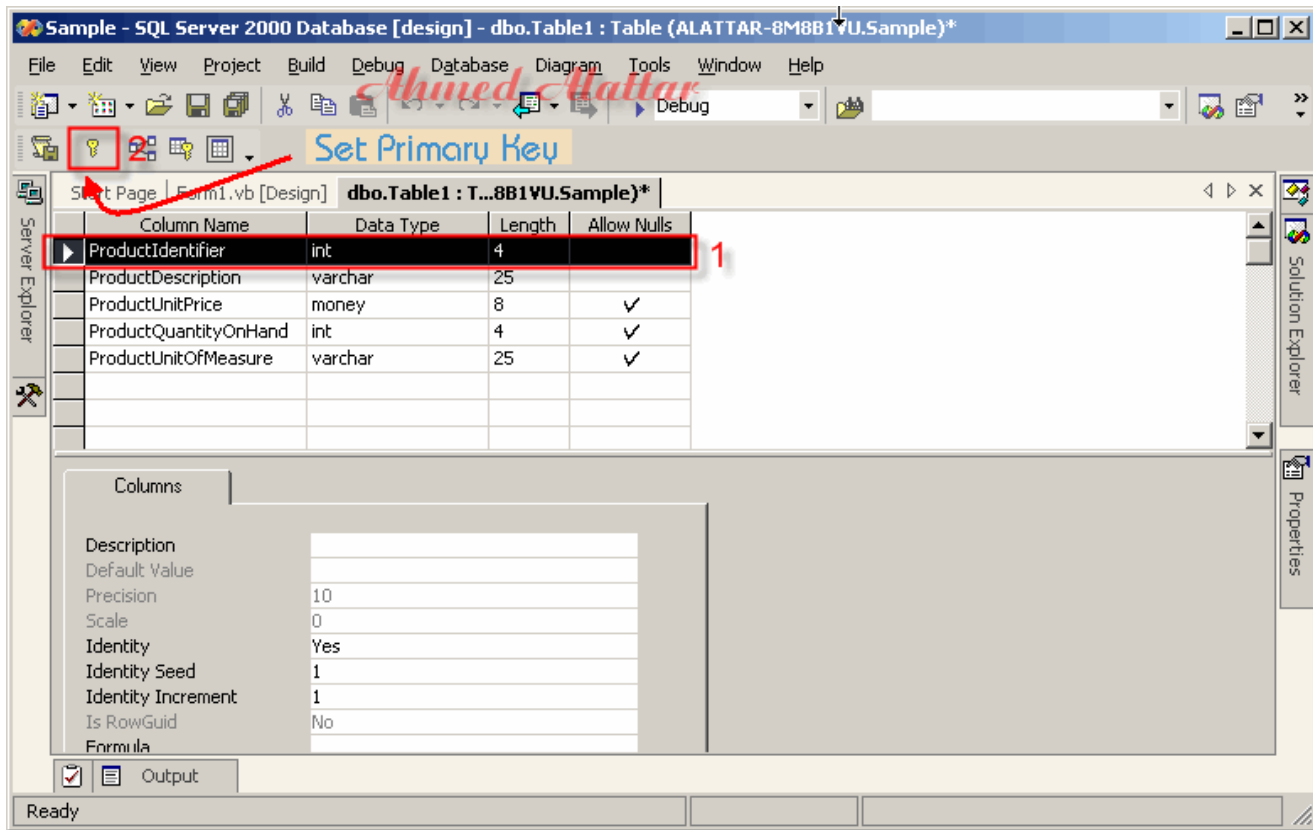 Sample - SQL Server 2000 Database [design] - dbo.Table1 : Table (ALATTAR-8M8B1VU.Sample)*
File Edit View Project Build Debug Database Diagram Tools Window Help
Ahmed Alattar
Debug
2 Set Primary Key
Start Page Form1.vb [Design] dbo.Table1 : T...8B1VU.Sample)*
Column Name Data Type Length Allow Nulls
ProductIdentifier int 4 1
ProductDescription varchar 25
ProductUnitPrice money 8
ProductQuantityOnHand int 4
ProductUnitOfMeasure varchar 25
Server Explorer
Solution Explorer
Properties
Columns
Description
Default Value
Precision 10
Scale 0
Identity Yes
Identity Seed 1
Identity Increment 1
Is RowGuid No
Formula
Output
Ready